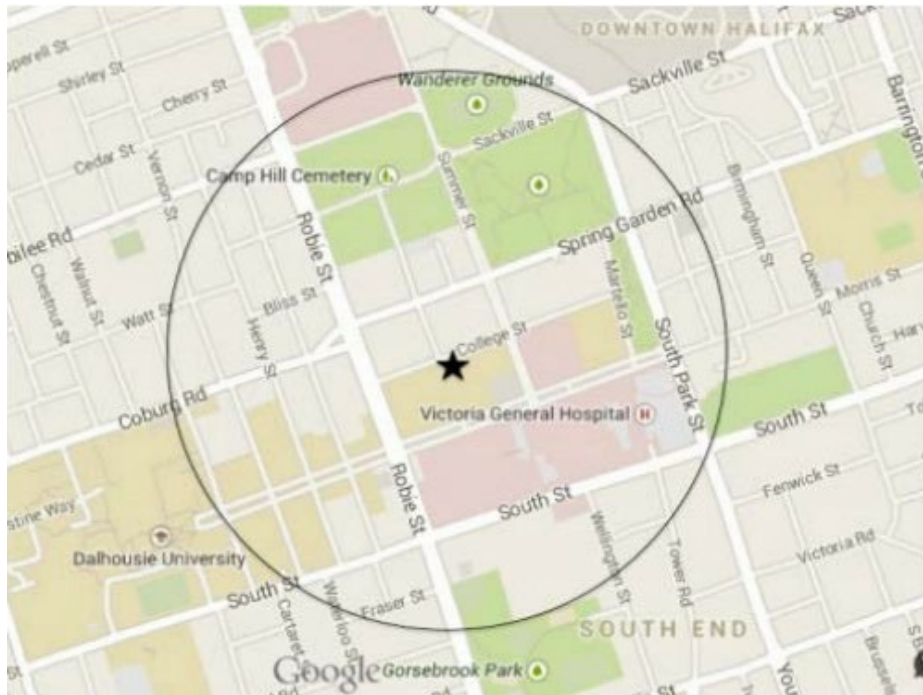 DOWNTOWN HALIFAX
Sackville St
Shirley St
Wanderer Grounds
Cherry St
Sackville St
Barrington
Cedar St
Vernon St
Camp Hill Cemetery
Summer St
Birmingham St
Spring Garden Rd
Robie St
Chestnut St
Walnut St
Watt St
Bliss St
Henry St
Martello St
Queen St
Morris St
Church St
College St
South Park St
Coburg Rd
Victoria General Hospital
H
South St
Robie St
South St
Fenwick St
Dalhousie University
Wellington St
Tower Rd
Victoria Rd
South St
Cartaret
Waterloo St
Fraser St
SOUTH END
Google
Gorsebrook Park